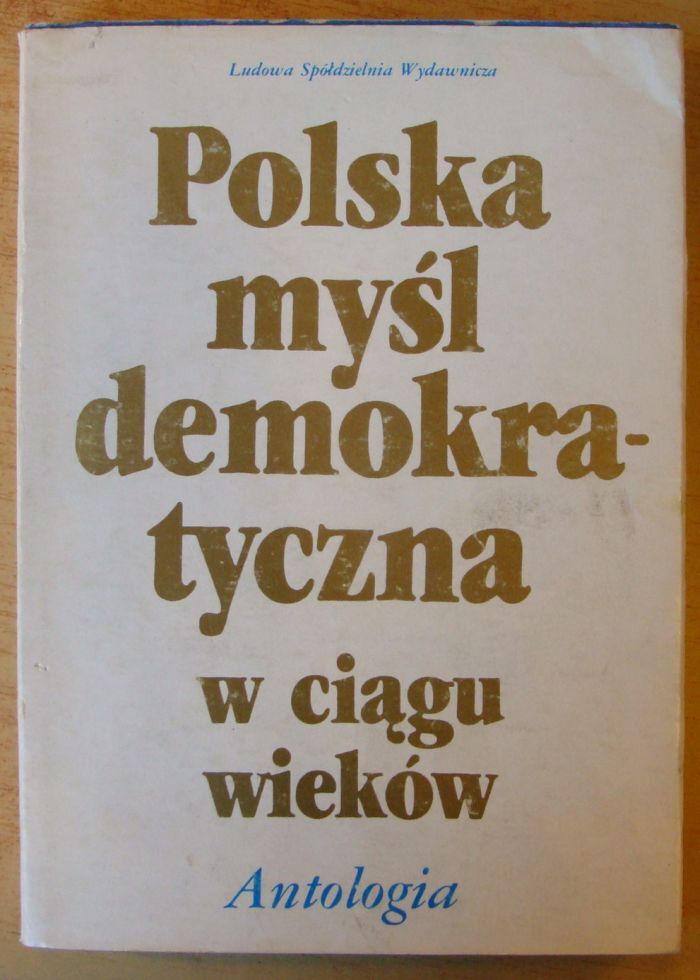 Ludowa Spółdzielnia Wydawnicza
Polska
myśl
demokra-
tyczna
w ciągu
wieków
Antologia